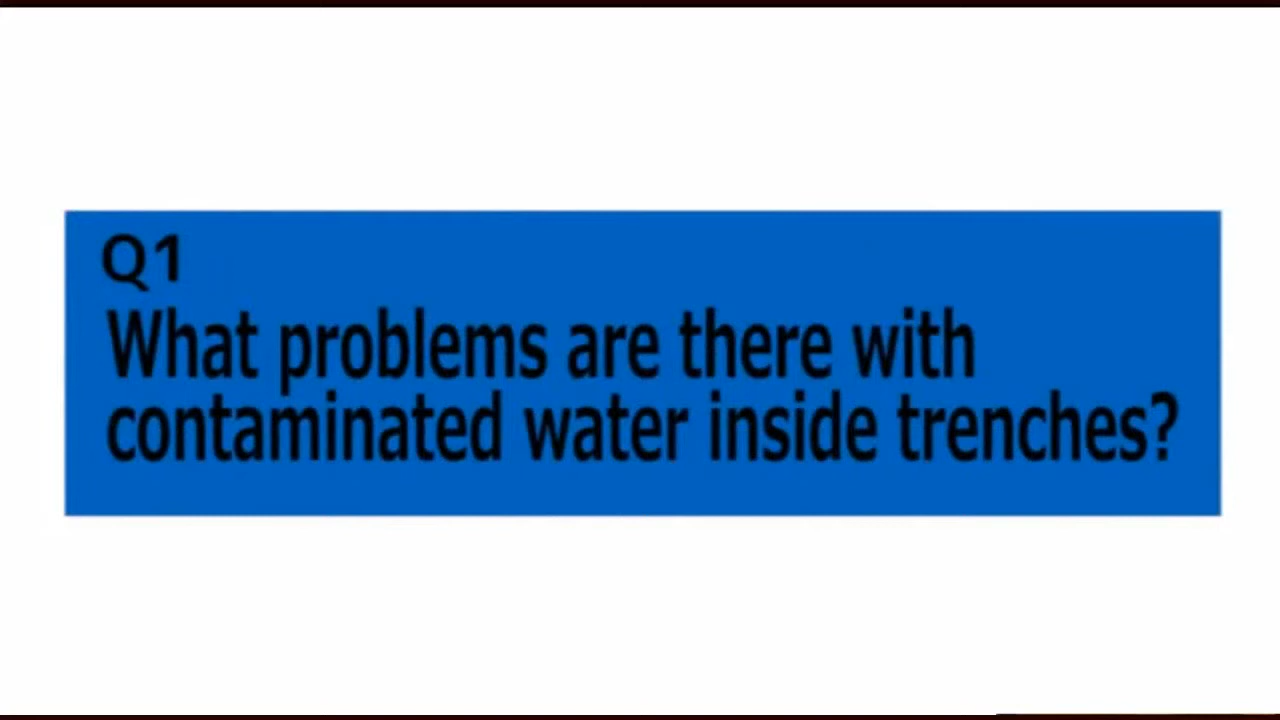 Q1
What problems are there with
contaminated water inside trenches?